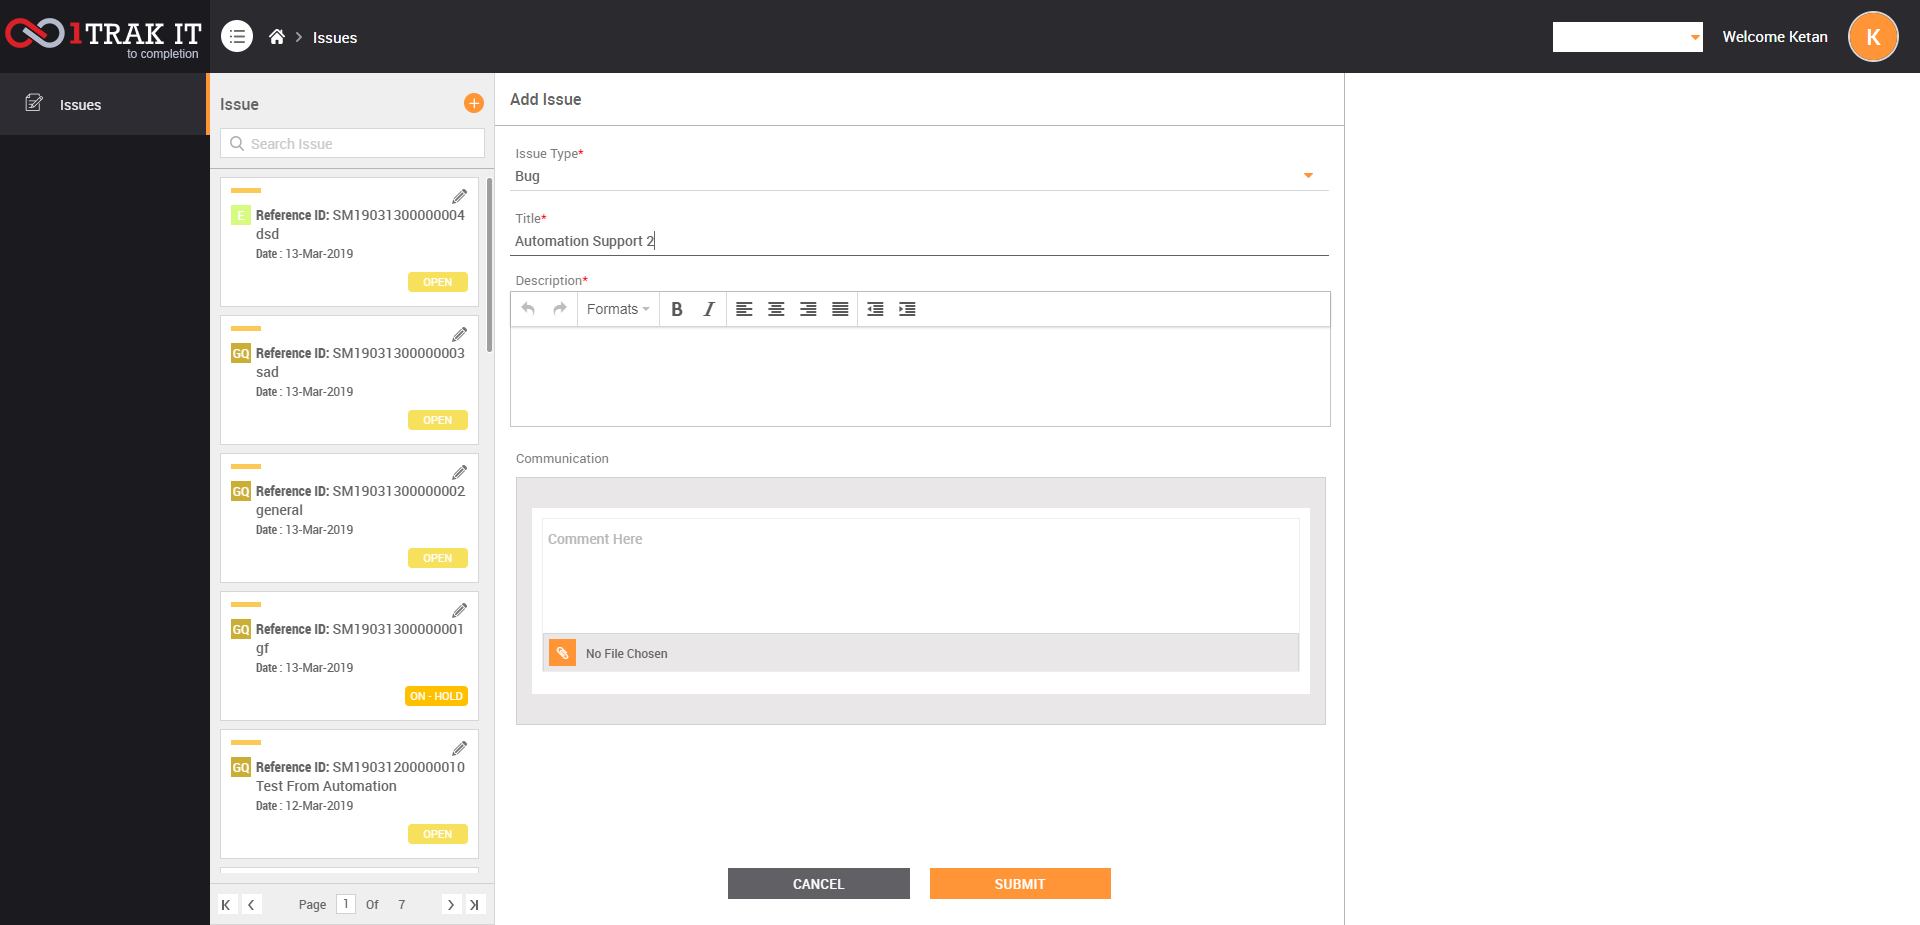 1TRAK IT
to completion
Issues
Welcome Ketan
K
Issues
Issue
Search Issue
E Reference ID: SM19031300000004
dsd
Date : 13-Mar-2019
OPEN
GQ Reference ID: SM19031300000003
sad
Date : 13-Mar-2019
OPEN
GQ Reference ID: SM19031300000002
general
Date : 13-Mar-2019
OPEN
GQ Reference ID: SM19031300000001
gf
Date : 13-Mar-2019
ON - HOLD
GQ Reference ID: SM19031200000010
Test From Automation
Date : 12-Mar-2019
OPEN
Page 1 Of 7
Add Issue
Issue Type*
Bug
Title*
Automation Support 2
Description*
Formats B I
Communication
Comment Here
No File Chosen
CANCEL SUBMIT